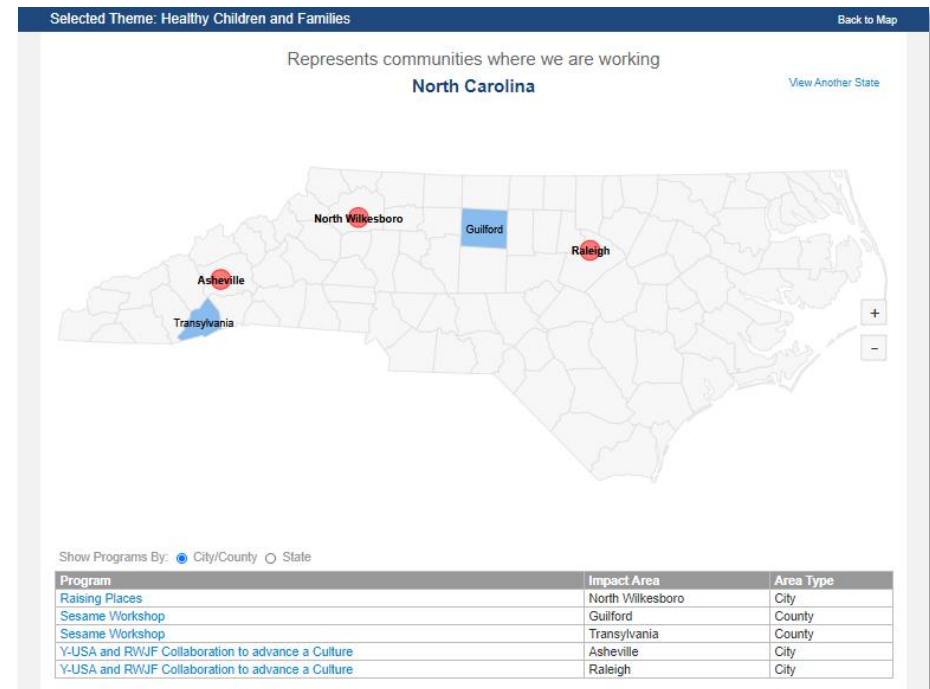 Selected Theme: Healthy Children and Families Back to Map
Represents communities where we are working
North Carolina View Another State
North Wilkesboro
Guilford
Raleigh
Asheville
Transylvania
+
-
Show Programs By: City/County State
Program Impact Area Area Type
Raising Places North Wilkesboro City
Sesame Workshop Guilford County
Sesame Workshop Transylvania County
Y-USA and RWJF Collaboration to advance a Culture Asheville City
Y-USA and RWJF Collaboration to advance a Culture Raleigh City